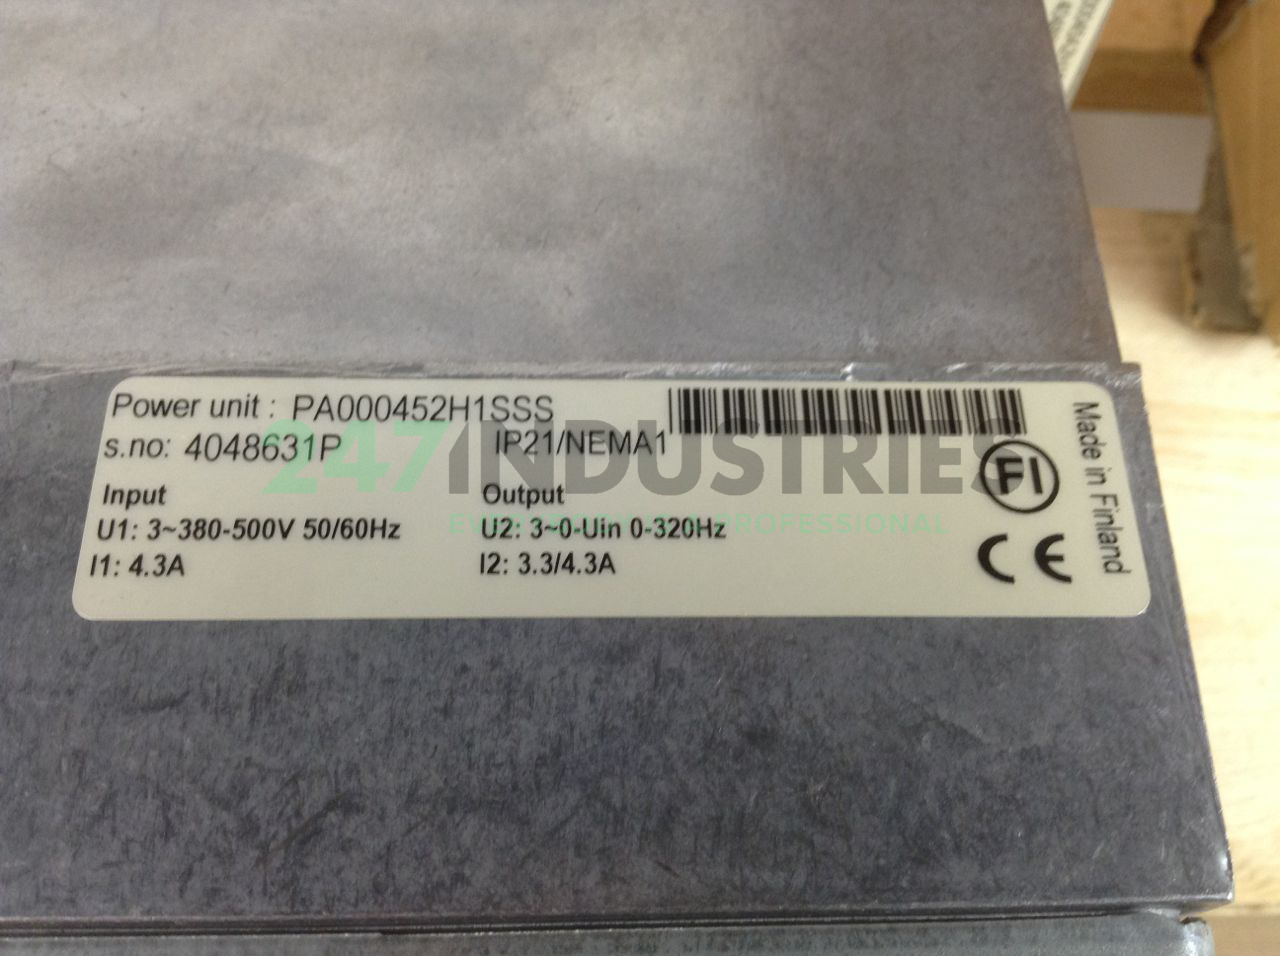 Power unit : PA000452H1SSS
s.no: 4048631P IP21/NEMA1
Input
U1: 3~380-500V 50/60Hz
I1: 4.3A
Output
U2: 3~0-Uin 0-320Hz
I2: 3.3/4.3A
FI
CE
Made in Finland
247INDUSTRIES
PROFESSIONAL